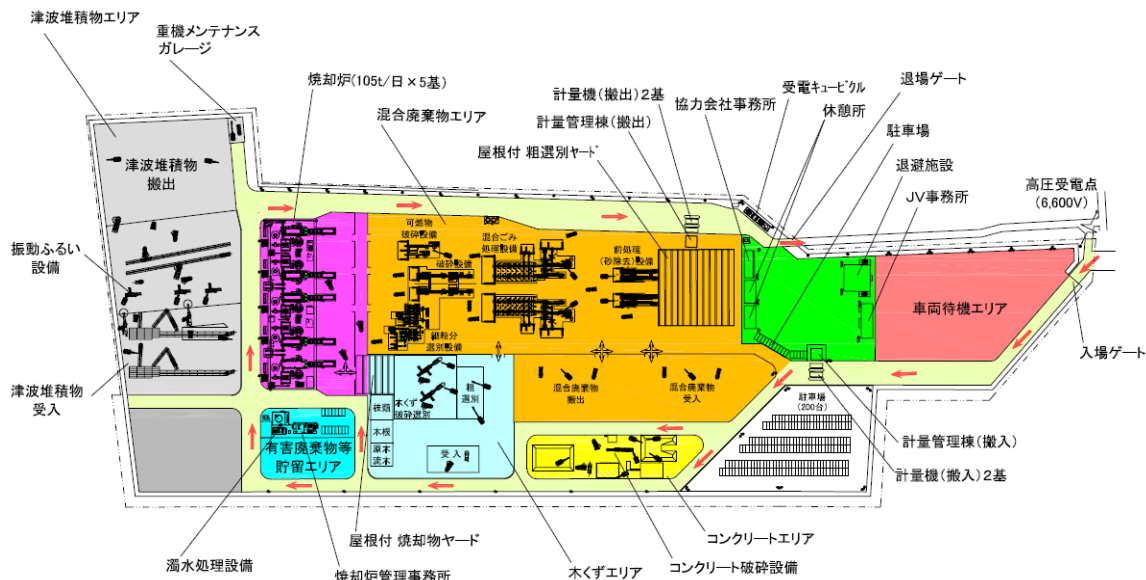 津波堆積物エリア
重機メンテナンス
ガレージ
焼却炉(105t/日×5基)
混合廃棄物エリア
計量機(搬出)2基
計量管理棟(搬出)
屋根付 粗選別ヤード
協力会社事務所
受電キュービクル
休憩所
退場ゲート
駐車場
退避施設
JV事務所
高圧受電点
(6,600V)
津波堆積物
搬出
可燃物
破砕設備
混合ごみ
処理設備
破砕設備
前処理
(砂除去)設備
振動ふるい
設備
車両待機エリア
細粒分
選別設備
入場ゲート
津波堆積物
受入
木くず
破砕選別
粗
選別
混合廃棄物
搬出
混合廃棄物
受入
駐車場
(200台)
枝類
木根
原木
流木
受入
有害廃棄物等
貯留エリア
計量管理棟(搬入)
計量機(搬入)2基
屋根付 焼却物ヤード
コンクリートエリア
濁水処理設備
焼却炉管理事務所
木くずエリア
コンクリート破砕設備